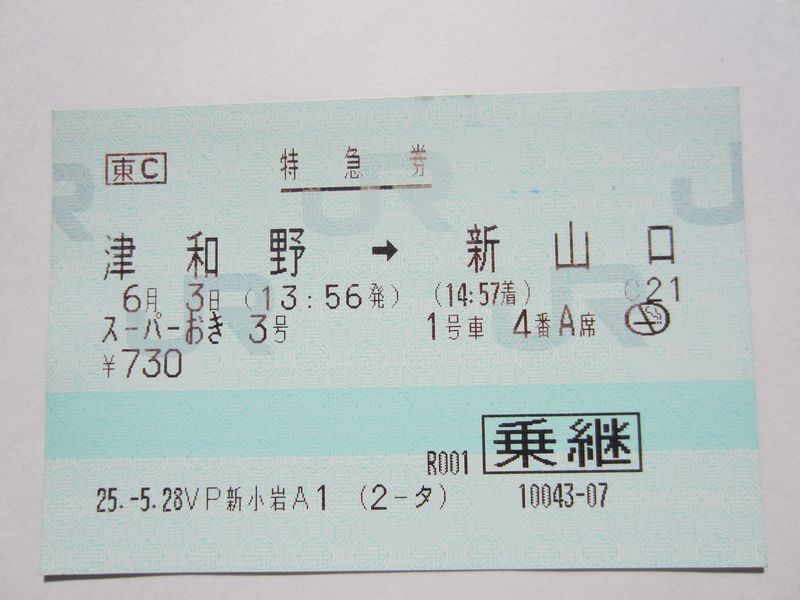 東C
特急券
津和野 ➡ 新山口
6月 3日 (13:56発) (14:57着) C21
スーパーおき 3号 1号車 4番A席
¥730
R001 乗継
25.-5.28VP新小岩A1 (2-タ) 10043-07